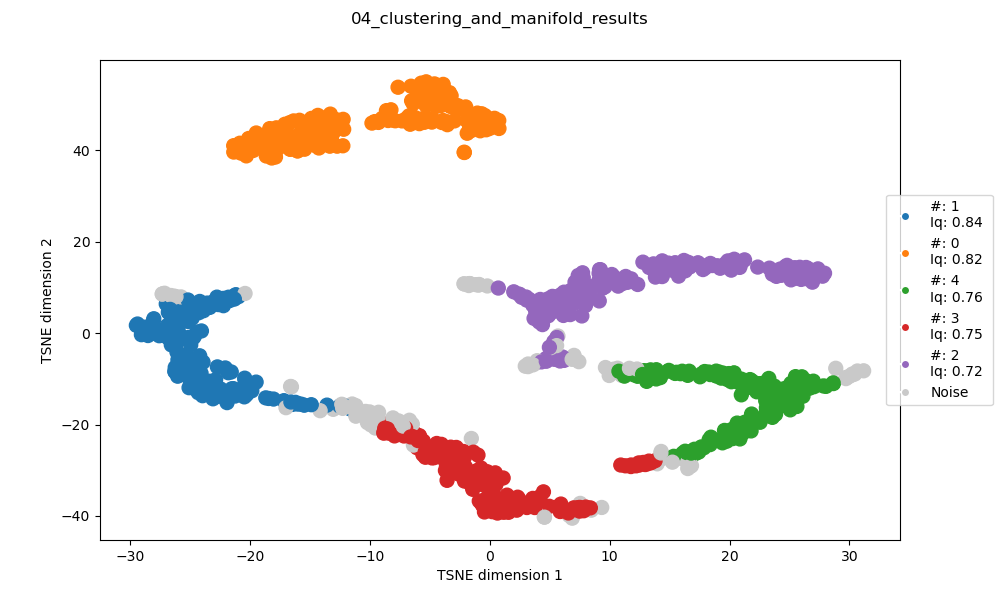 04_clustering_and_manifold_results
TSNE dimension 2
40
20
0
−20
−40
−30
−20
−10
0
10
20
30
TSNE dimension 1
#: 1
Iq: 0.84
#: 0
Iq: 0.82
#: 4
Iq: 0.76
#: 3
Iq: 0.75
#: 2
Iq: 0.72
Noise